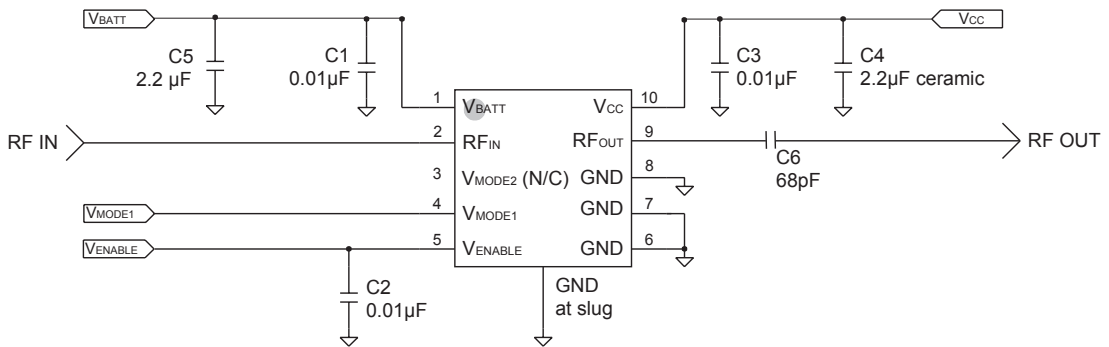 VBATT
VCC
C5
2.2 µF
C1
0.01µF
C3
0.01µF
C4
2.2µF ceramic
1
VBATT
VCC
10
RF IN
2
RFIN
RFOUT
9
RF OUT
C6
68pF
3
VMODE2 (N/C)
GND
8
VMODE1
4
VMODE1
GND
7
VENABLE
5
VENABLE
GND
6
C2
0.01µF
GND
at slug